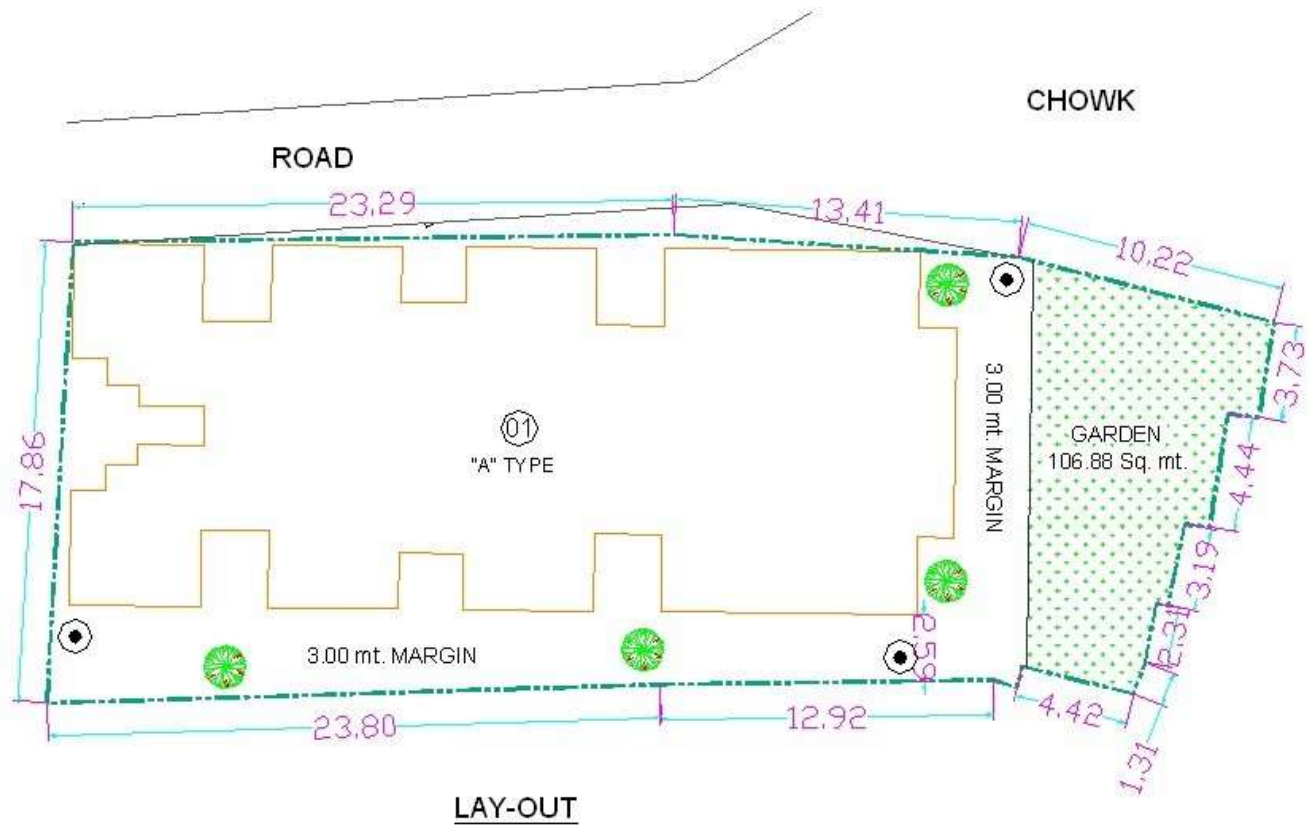 CHOWK
ROAD
23.29
13.41
10.22
3.73
17.86
01
"A" TYPE
3.00 mt. MARGIN
GARDEN
106.88 Sq. mt.
4.44
3.19
2.31
2.59
3.00 mt. MARGIN
23.80
12.92
4.42
1.31
LAY-OUT